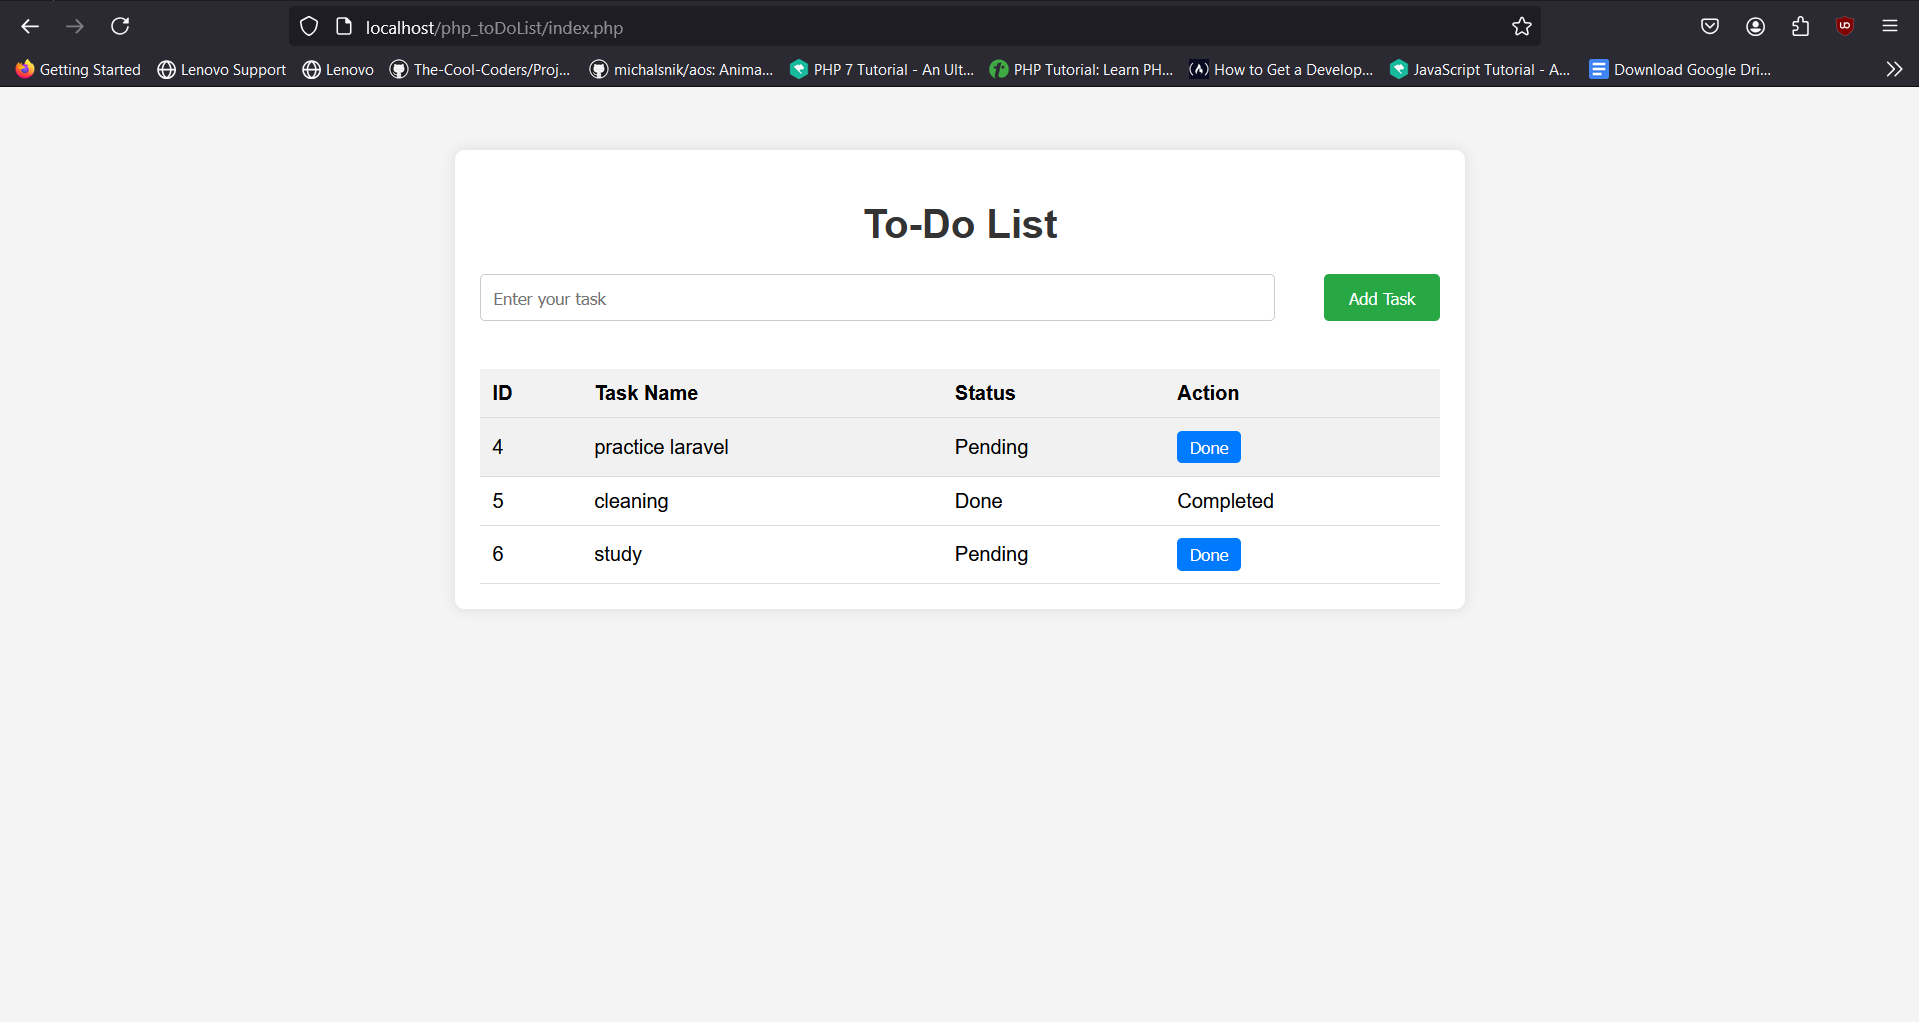 localhost/php_toDoList/index.php
Getting Started Lenovo Support Lenovo The-Cool-Coders/Proj... michalsnik/aos: Anima... PHP 7 Tutorial - An Ult... PHP Tutorial: Learn PH... How to Get a Develop... JavaScript Tutorial - A... Download Google Dri...
To-Do List
Enter your task Add Task
ID Task Name Status Action
4 practice laravel Pending Done
5 cleaning Done Completed
6 study Pending Done